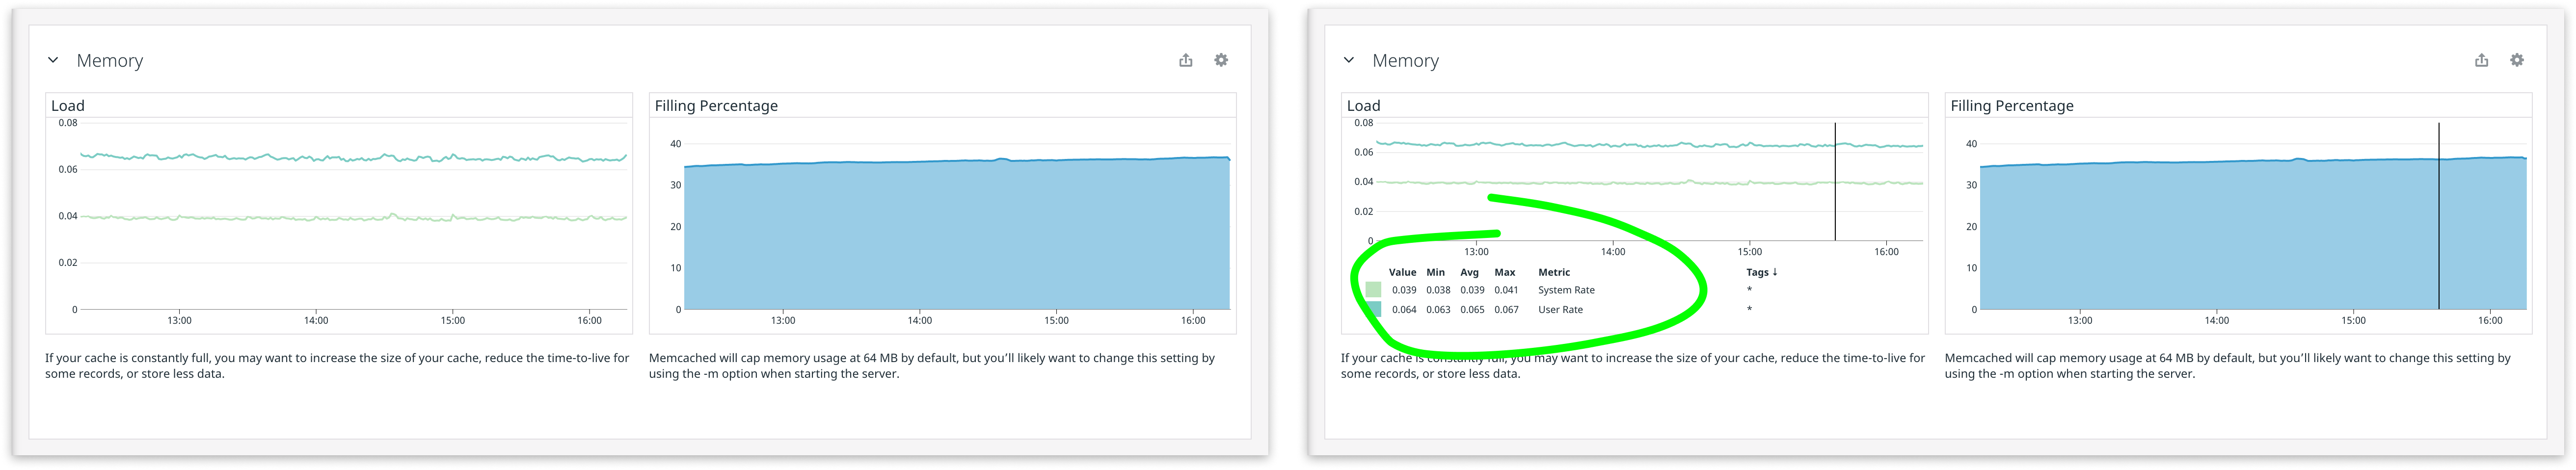 Memory
Load
0.08
0.06
0.04
0.02
0
13:00 14:00 15:00 16:00
Filling Percentage
40
30
20
10
0
13:00 14:00 15:00 16:00
If your cache is constantly full, you may want to increase the size of your cache, reduce the time-to-live for
some records, or store less data.
Memcached will cap memory usage at 64 MB by default, but you’ll likely want to change this setting by
using the -m option when starting the server.
Memory
Load
0.08
0.06
0.04
0.02
0
13:00 14:00 15:00 16:00
Value Min Avg Max Metric Tags ↓
0.039 0.038 0.039 0.041 System Rate *
0.064 0.063 0.065 0.067 User Rate *
Filling Percentage
40
30
20
10
0
13:00 14:00 15:00 16:00
If your cache is constantly full, you may want to increase the size of your cache, reduce the time-to-live for
some records, or store less data.
Memcached will cap memory usage at 64 MB by default, but you’ll likely want to change this setting by
using the -m option when starting the server.